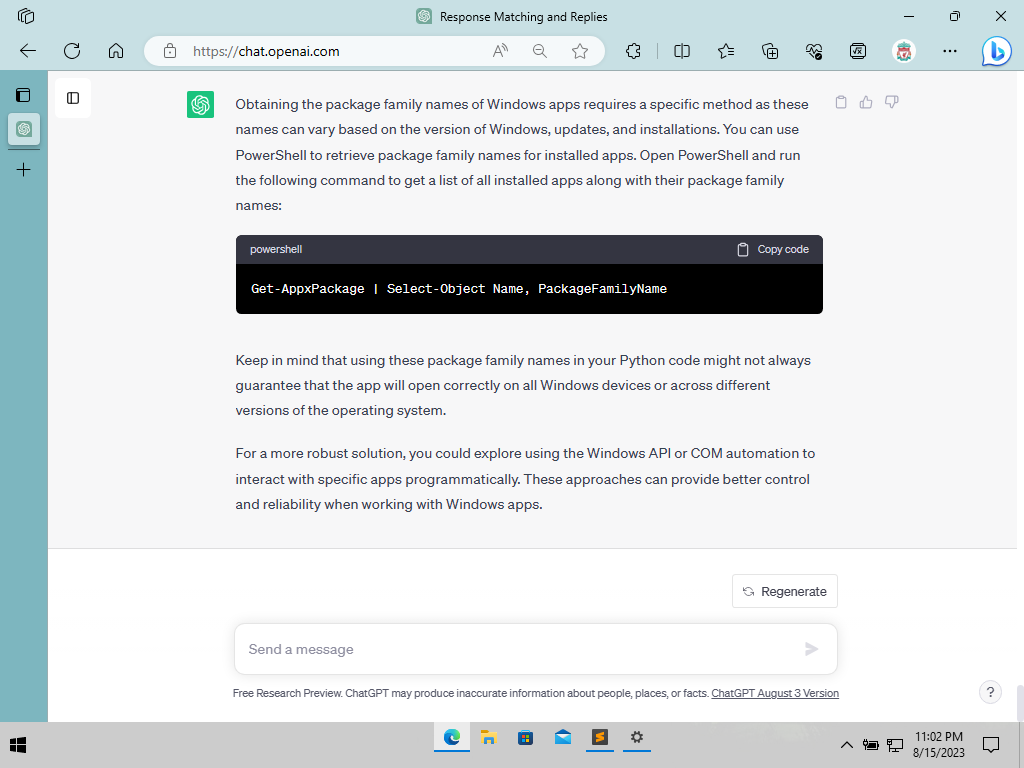 Response Matching and Replies
https://chat.openai.com
Obtaining the package family names of Windows apps requires a specific method as these
names can vary based on the version of Windows, updates, and installations. You can use
PowerShell to retrieve package family names for installed apps. Open PowerShell and run
the following command to get a list of all installed apps along with their package family
names:
powershell
Copy code
Get-AppxPackage | Select-Object Name, PackageFamilyName
Keep in mind that using these package family names in your Python code might not always
guarantee that the app will open correctly on all Windows devices or across different
versions of the operating system.
For a more robust solution, you could explore using the Windows API or COM automation to
interact with specific apps programmatically. These approaches can provide better control
and reliability when working with Windows apps.
Regenerate
Send a message
Free Research Preview. ChatGPT may produce inaccurate information about people, places, or facts. ChatGPT August 3 Version
?
11:02 PM
8/15/2023